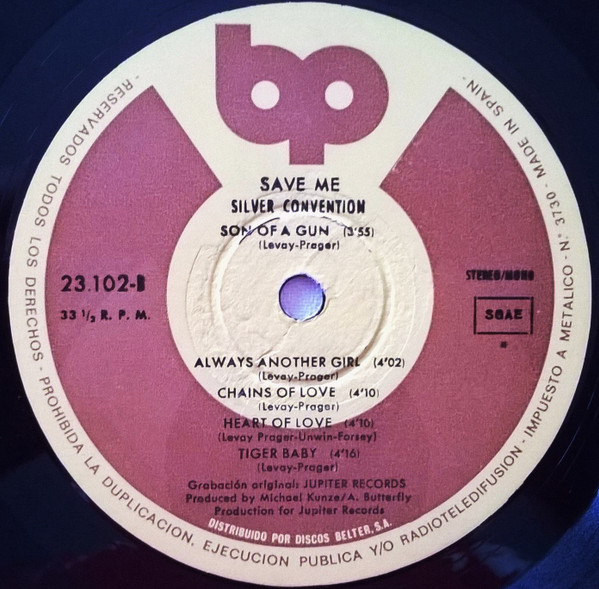 bp
SAVE ME
SILVER CONVENTION
SON OF A GUN (3'55)
(Levay-Prager)
23.102-B
33 1/2 R. P. M.
STEREO/MONO
SGAE
ALWAYS ANOTHER GIRL (4'02)
(Levay-Prager)
CHAINS OF LOVE (4'10)
(Levay-Prager)
HEART OF LOVE (4'10)
(Levay Prager-Unwin-Forsey)
TIGER BABY (4'16)
(Levay-Prager)
Grabación original: JUPITER RECORDS
Produced by Michael Kunze/A. Butterfly
Production for Jupiter Records
DISTRIBUIDO POR DISCOS BELTER, S.A.
- RESERVADOS TODOS LOS DERECHOS - PROHIBIDA LA DUPLICACION, EJECUCION PUBLICA Y/O RADIOTELEDIFUSION - IMPUESTO A METALICO - N.° 3730 - MADE IN SPAIN -